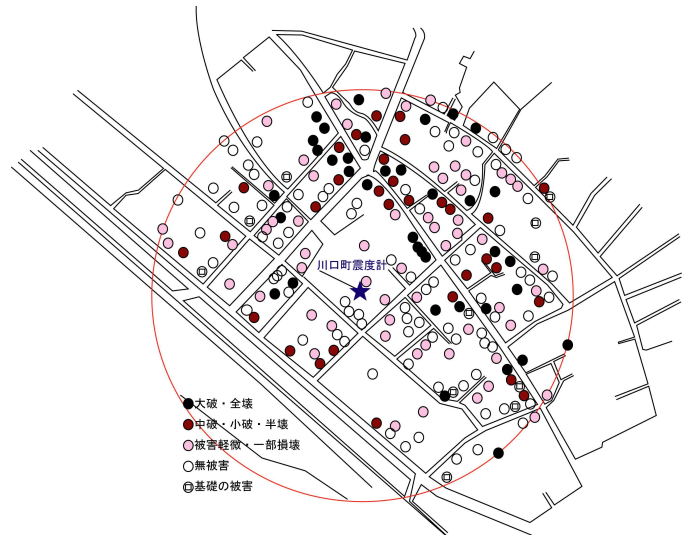 川口町震度計
大破・全壊
中破・小破・半壊
被害軽微・一部損壊
無被害
基礎の被害